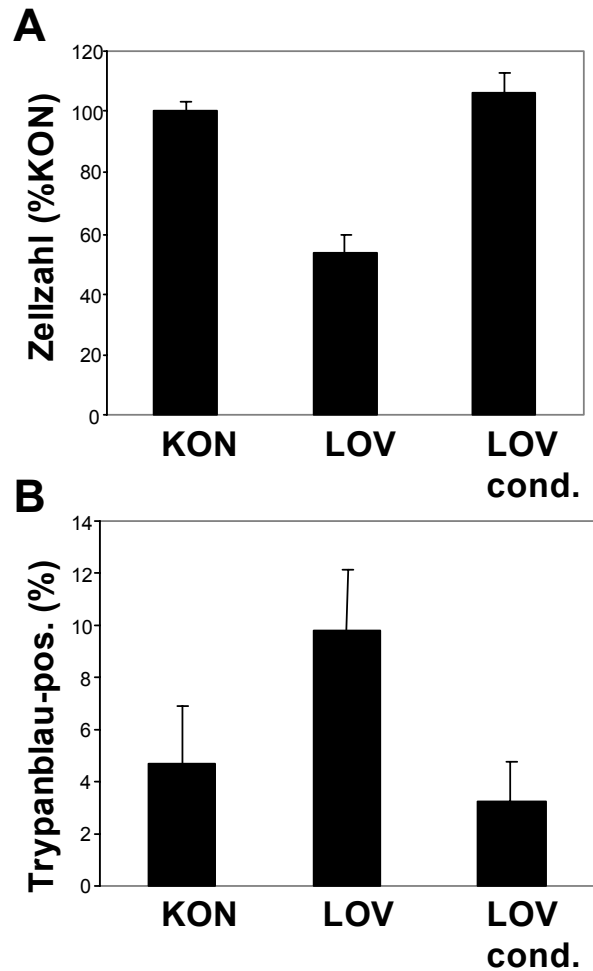 A
Zellzahl (%KON)
120
100
80
60
40
20
0
KON
LOV
LOV
cond.
B
Trypanblau-pos. (%)
14
12
10
8
6
4
2
0
KON
LOV
LOV
cond.